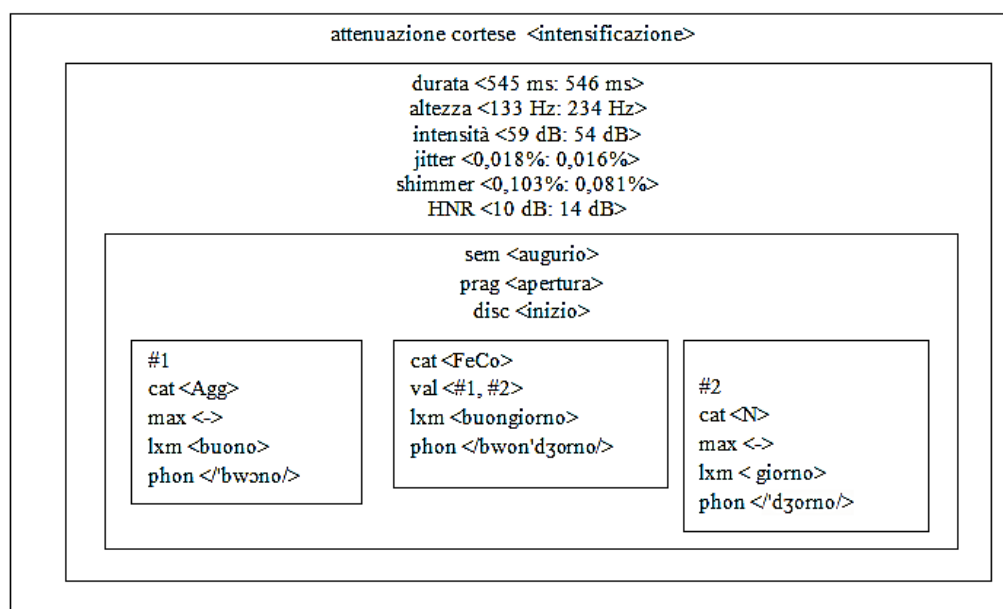 attenuazione cortese <intensificazione>
durata <545 ms: 546 ms>
altezza <133 Hz: 234 Hz>
intensità <59 dB: 54 dB>
jitter <0,018%: 0,016%>
shimmer <0,103%: 0,081%>
HNR <10 dB: 14 dB>
sem <augurio>
prag <apertura>
disc <inizio>
#1
cat <Agg>
max <->
lxm <buono>
phon </'bwɔno/>
cat <FeCo>
val <#1, #2>
lxm <buongiorno>
phon </bwon'dʒorno/>
#2
cat <N>
max <->
lxm < giorno>
phon </'dʒorno/>